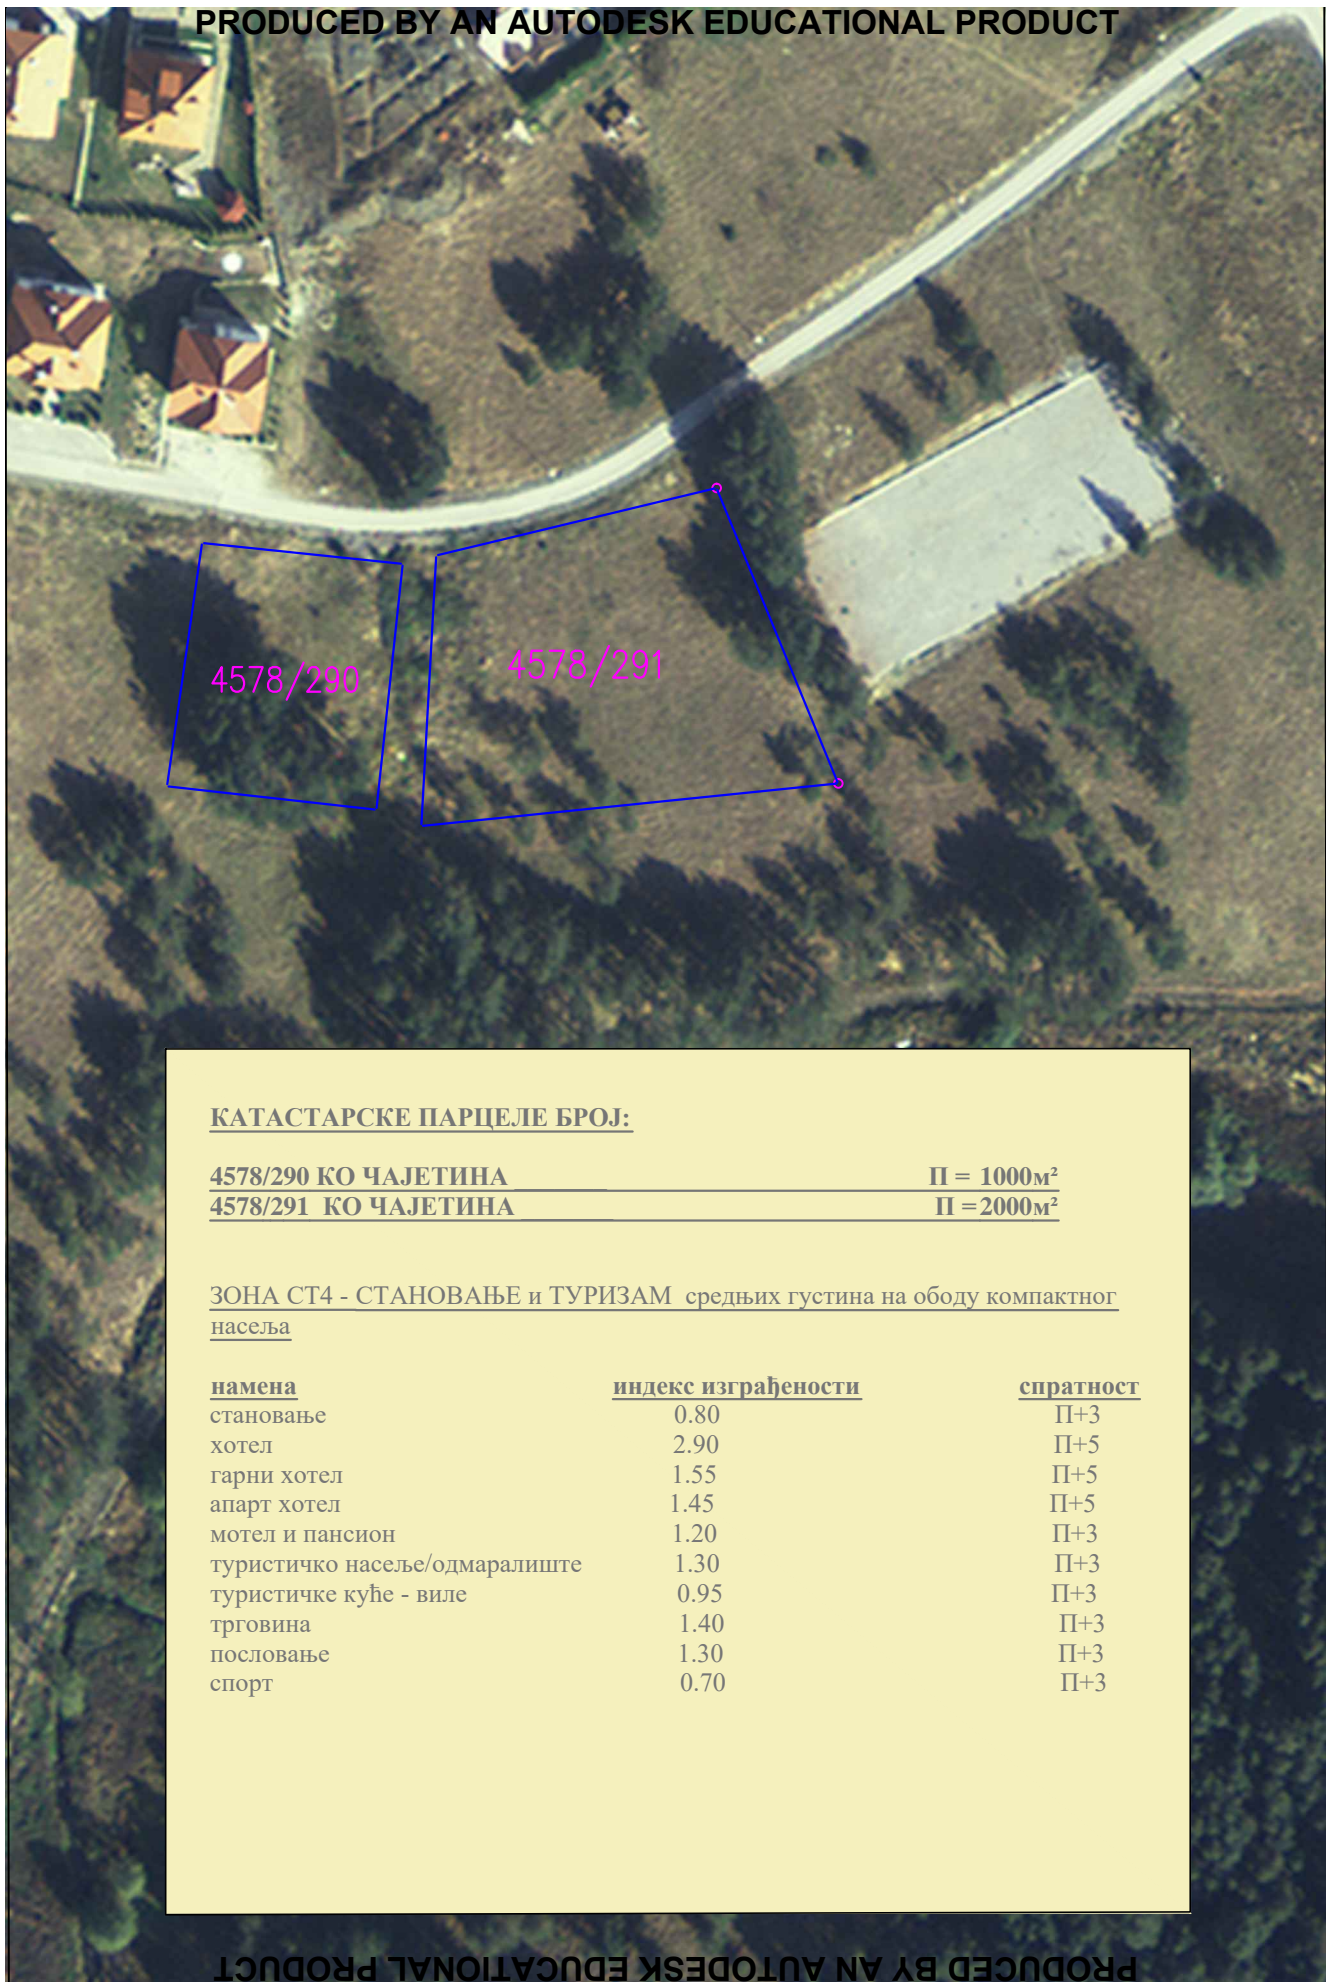 PRODUCED BY AN AUTODESK EDUCATIONAL PRODUCT
4578/290
4578/291
КАТАСТАРСКЕ ПАРЦЕЛЕ БРОЈ:
4578/290 КО ЧАЈЕТИНА П = 1000м²
4578/291 КО ЧАЈЕТИНА П =2000м²
ЗОНА СТ4 - СТАНОВАЊЕ и ТУРИЗАМ средњих густина на ободу компактног
насеља
намена индекс изграђености спратност
становање 0.80 П+3
хотел 2.90 П+5
гарни хотел 1.55 П+5
апарт хотел 1.45 П+5
мотел и пансион 1.20 П+3
туристичко насеље/одмаралиште 1.30 П+3
туристичке куће - виле 0.95 П+3
трговина 1.40 П+3
пословање 1.30 П+3
спорт 0.70 П+3
PRODUCED BY AN AUTODESK EDUCATIONAL PRODUCT